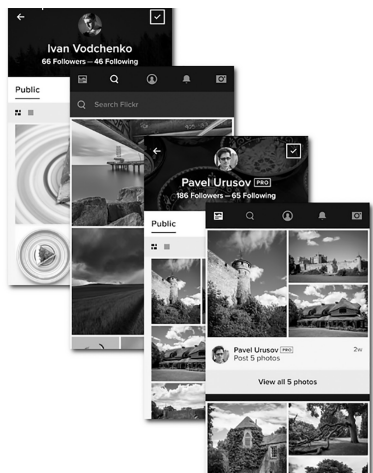 Ivan Vodchenko
66 Followers — 46 Following
Public
Search Flickr
Pavel Urusov PRO
186 Followers — 65 Following
Public
Pavel Urusov PRO
2w
Post 5 photos
View all 5 photos